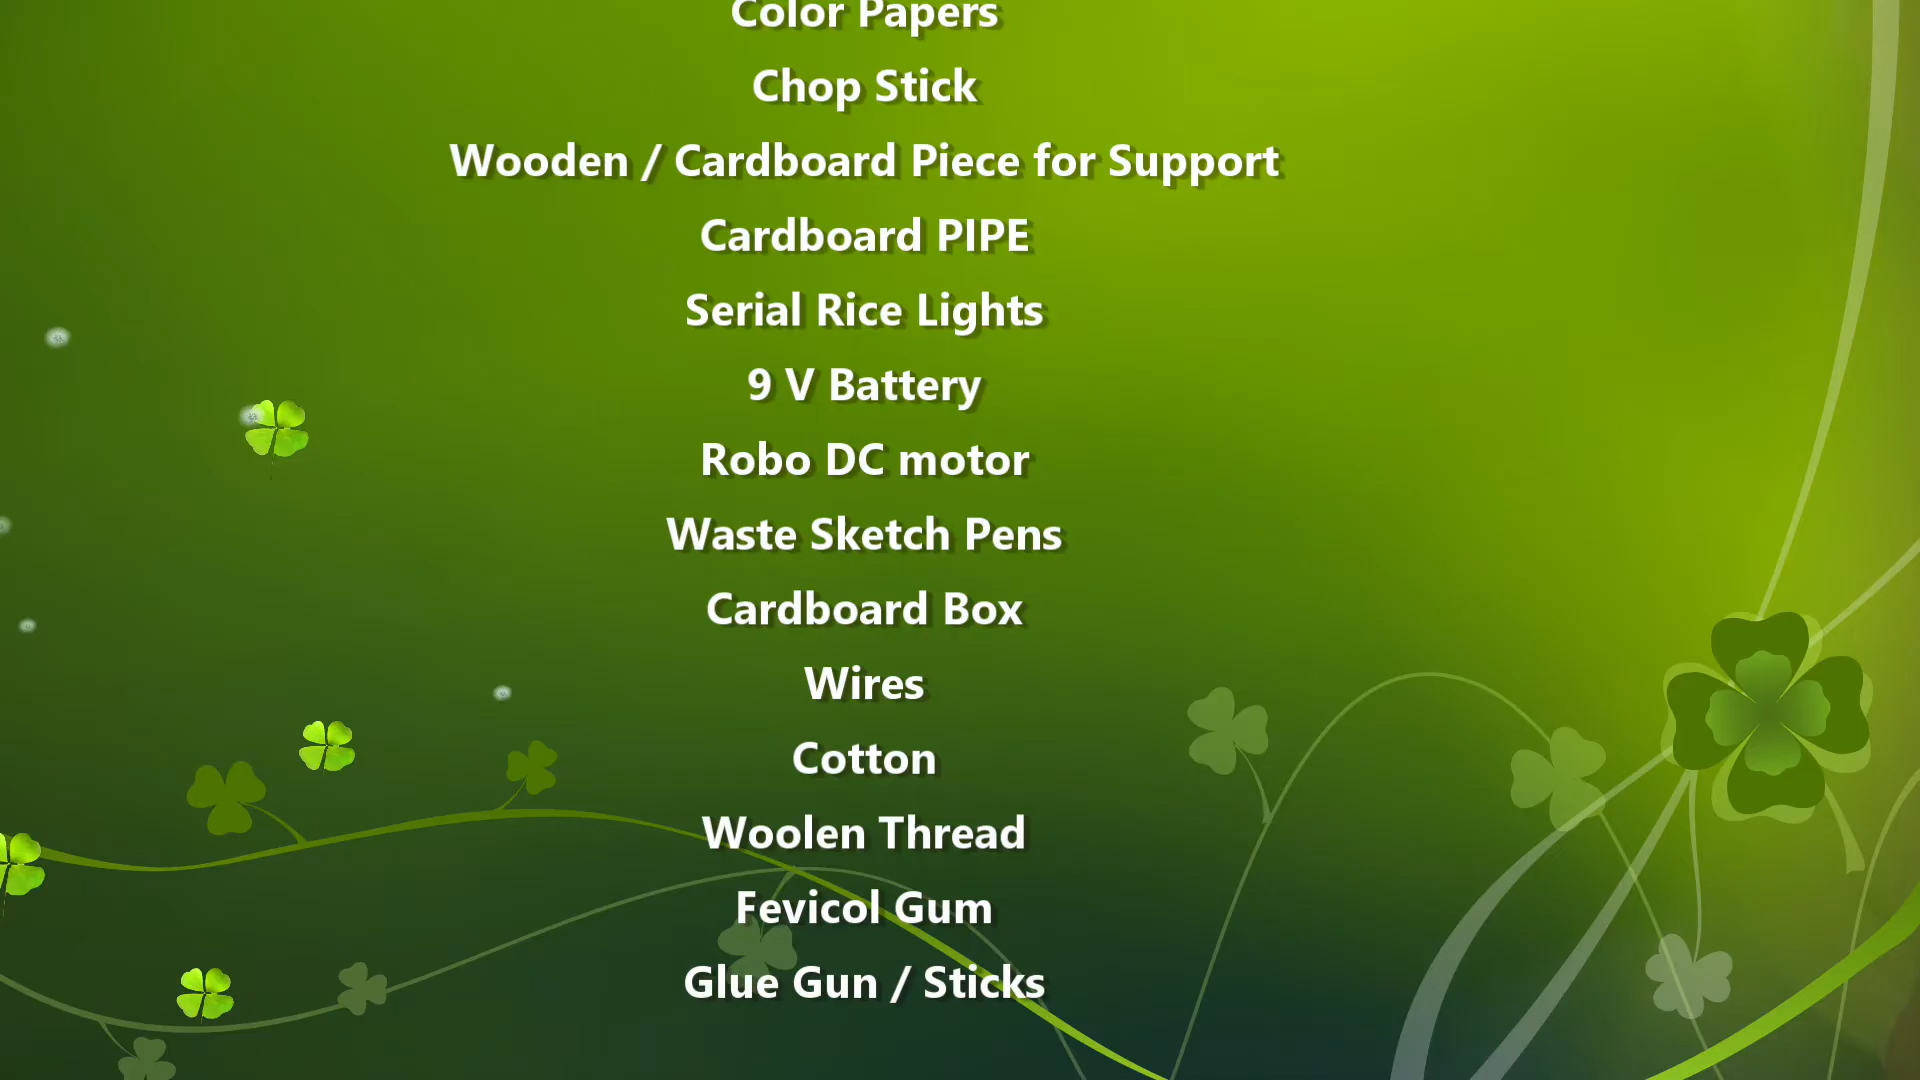 Color Papers
Chop Stick
Wooden / Cardboard Piece for Support
Cardboard PIPE
Serial Rice Lights
9 V Battery
Robo DC motor
Waste Sketch Pens
Cardboard Box
Wires
Cotton
Woolen Thread
Fevicol Gum
Glue Gun / Sticks